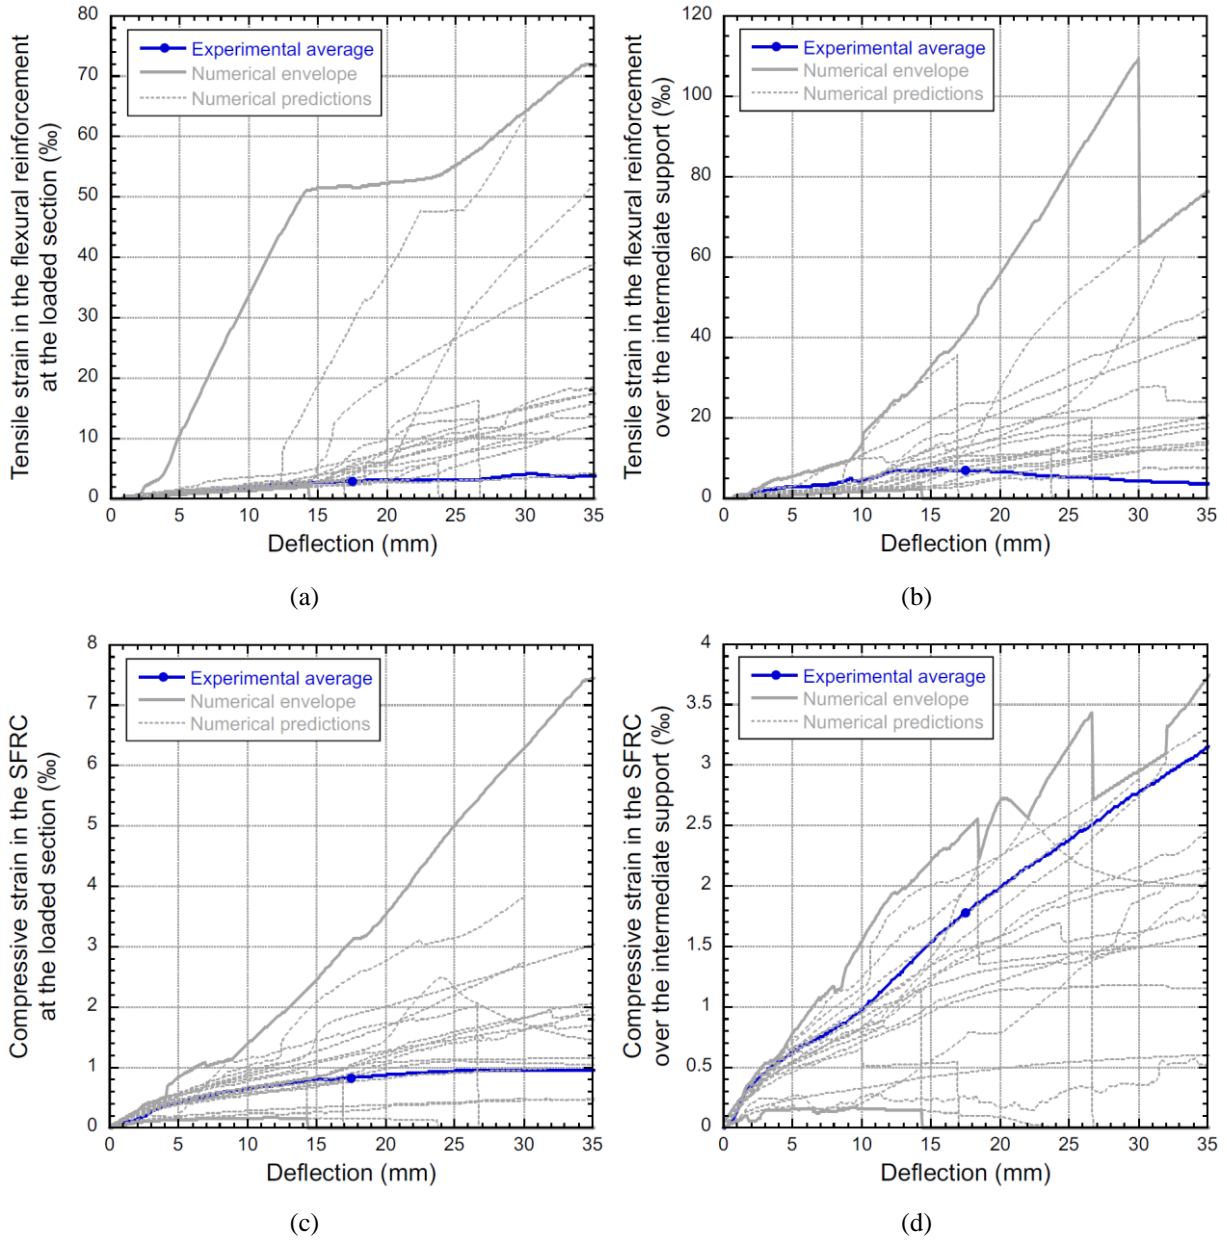 Tensile strain in the flexural reinforcement
at the loaded section (‰)
80
70
60
50
40
30
20
10
0
Experimental average
Numerical envelope
Numerical predictions
0 5 10 15 20 25 30 35
Deflection (mm)
(a)
Tensile strain in the flexural reinforcement
over the intermediate support (‰)
120
100
80
60
40
20
0
Experimental average
Numerical envelope
Numerical predictions
0 5 10 15 20 25 30 35
Deflection (mm)
(b)
Compressive strain in the SFRC
at the loaded section (‰)
8
7
6
5
4
3
2
1
0
Experimental average
Numerical envelope
Numerical predictions
0 5 10 15 20 25 30 35
Deflection (mm)
(c)
Compressive strain in the SFRC
over the intermediate support (‰)
4
3.5
3
2.5
2
1.5
1
0.5
0
Experimental average
Numerical envelope
Numerical predictions
0 5 10 15 20 25 30 35
Deflection (mm)
(d)